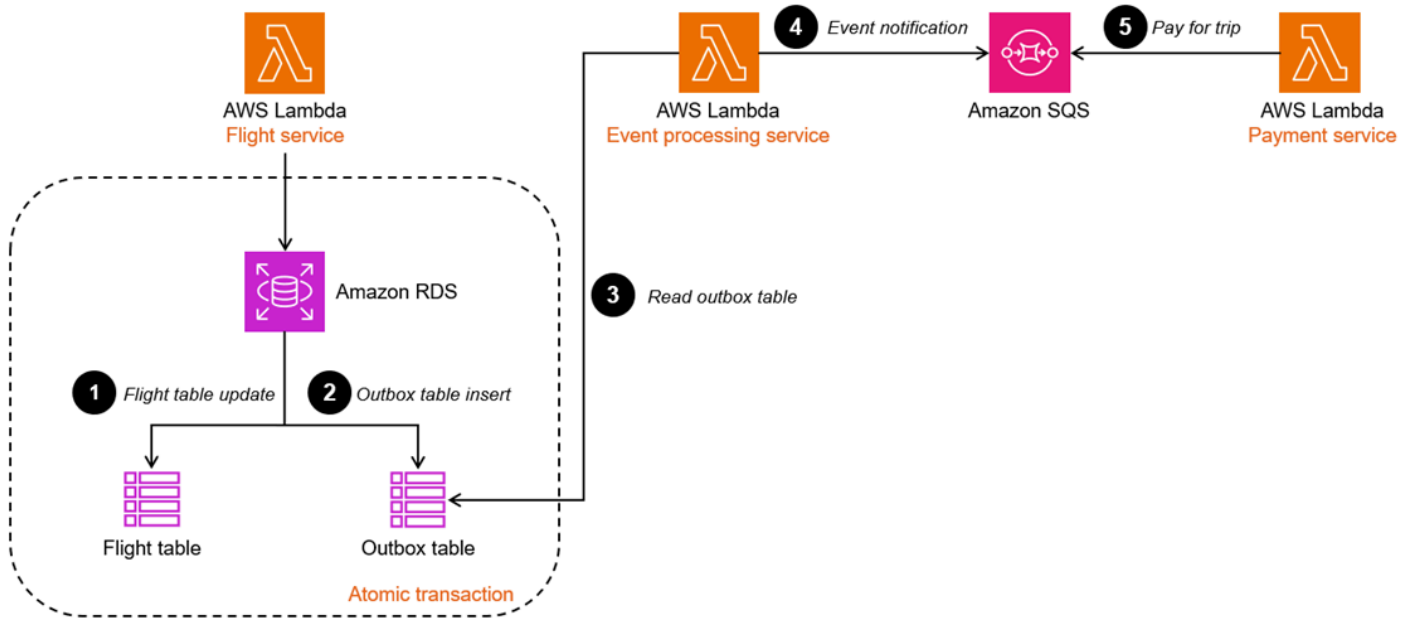 AWS Lambda
Flight service
Amazon RDS
1 Flight table update
2 Outbox table insert
Flight table
Outbox table
Atomic transaction
3 Read outbox table
AWS Lambda
Event processing service
4 Event notification
Amazon SQS
5 Pay for trip
AWS Lambda
Payment service